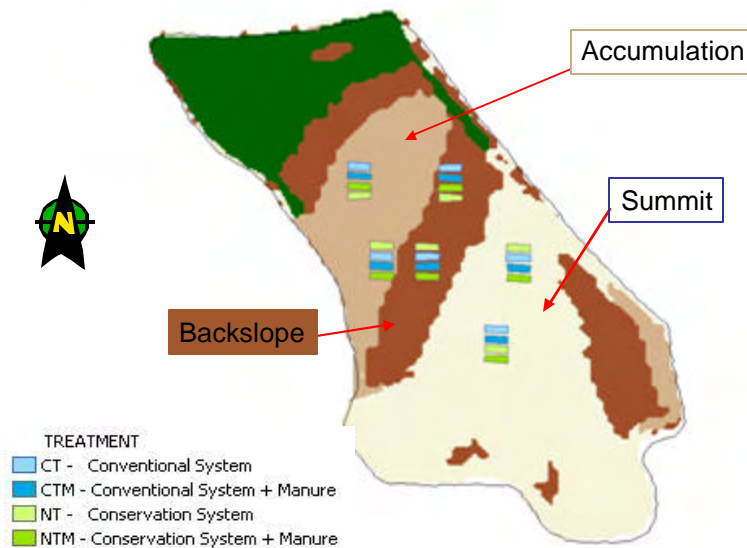 Accumulation
Summit
N
Backslope
TREATMENT
CT - Conventional System
CTM - Conventional System + Manure
NT - Conservation System
NTM - Conservation System + Manure